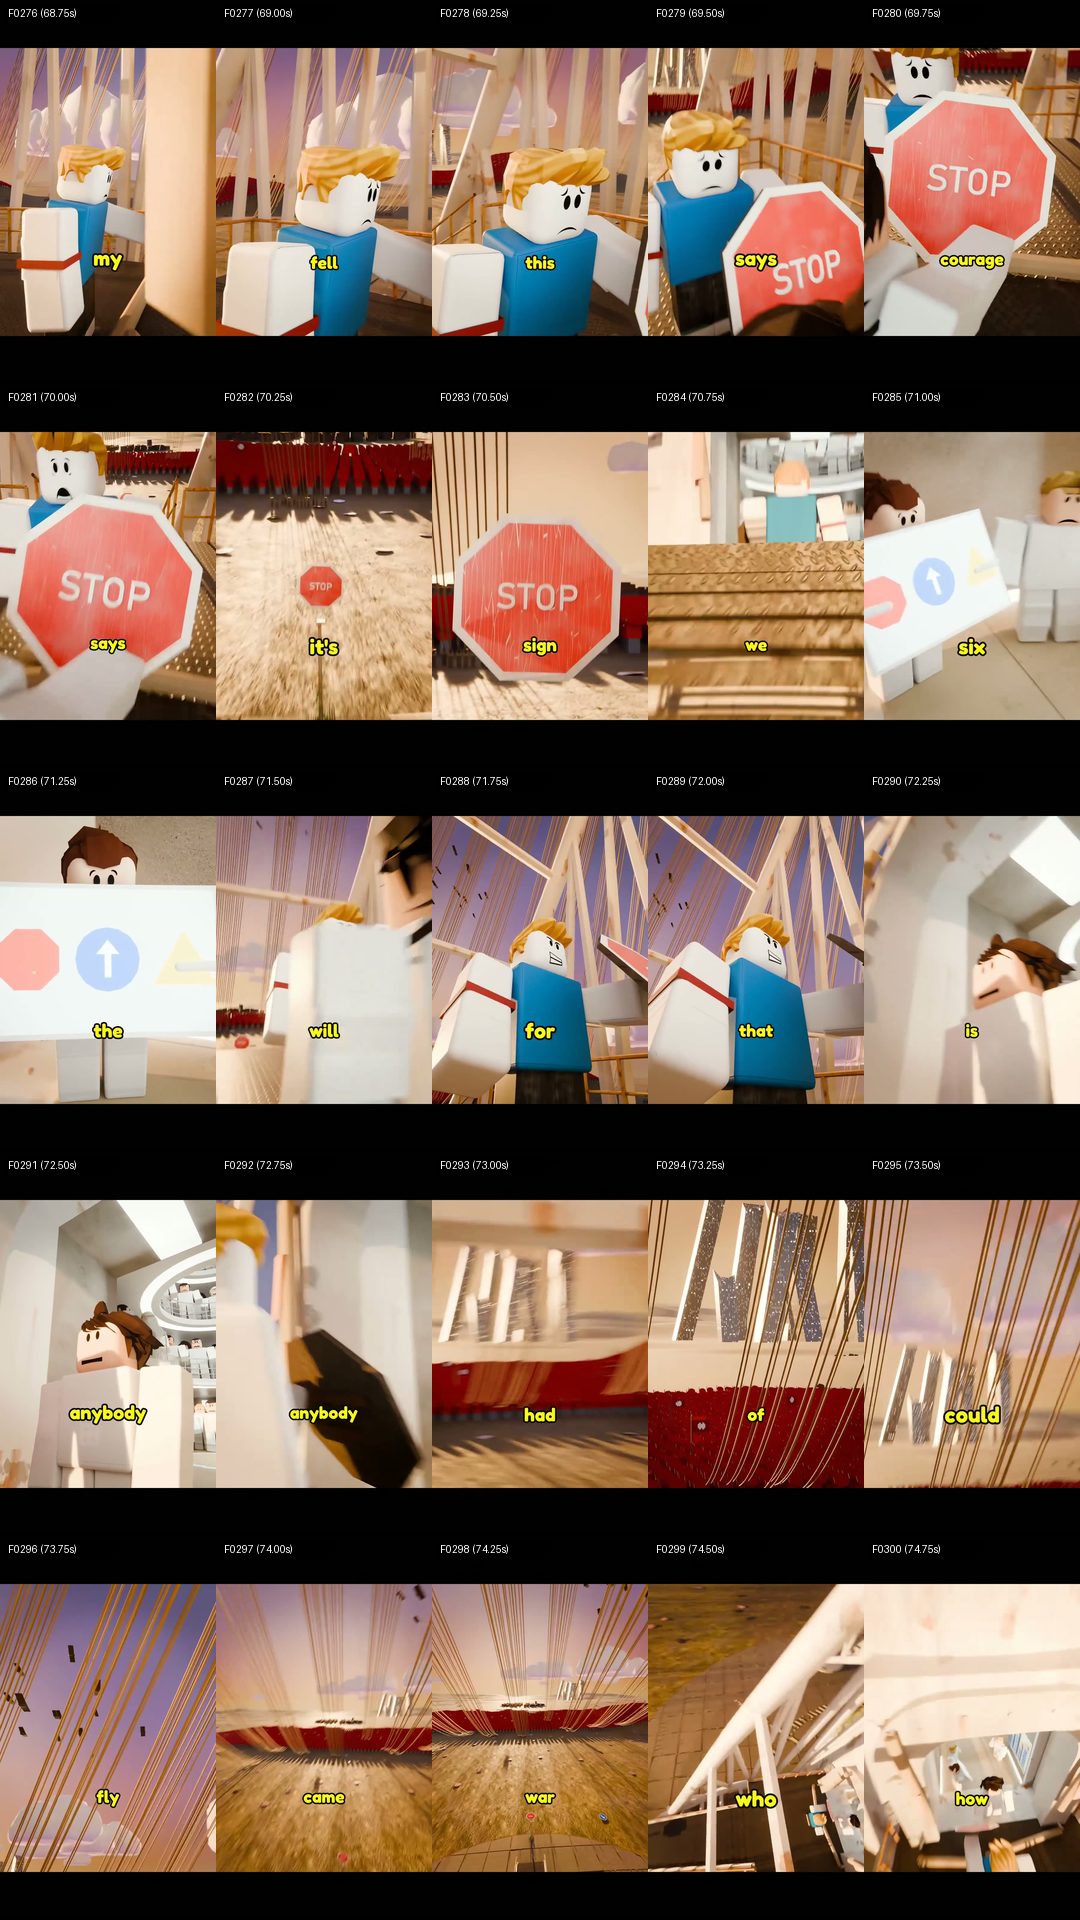 F0276 (68.75s)
F0277 (69.00s)
F0278 (69.25s)
F0279 (69.50s)
F0280 (69.75s)
my
fell
this
STOP
says
STOP
courage
F0281 (70.00s)
F0282 (70.25s)
F0283 (70.50s)
F0284 (70.75s)
F0285 (71.00s)
STOP
says
STOP
it's
STOP
sign
we
six
F0286 (71.25s)
F0287 (71.50s)
F0288 (71.75s)
F0289 (72.00s)
F0290 (72.25s)
the
will
for
that
is
F0291 (72.50s)
F0292 (72.75s)
F0293 (73.00s)
F0294 (73.25s)
F0295 (73.50s)
anybody
anybody
had
of
could
F0296 (73.75s)
F0297 (74.00s)
F0298 (74.25s)
F0299 (74.50s)
F0300 (74.75s)
fly
came
war
who
how